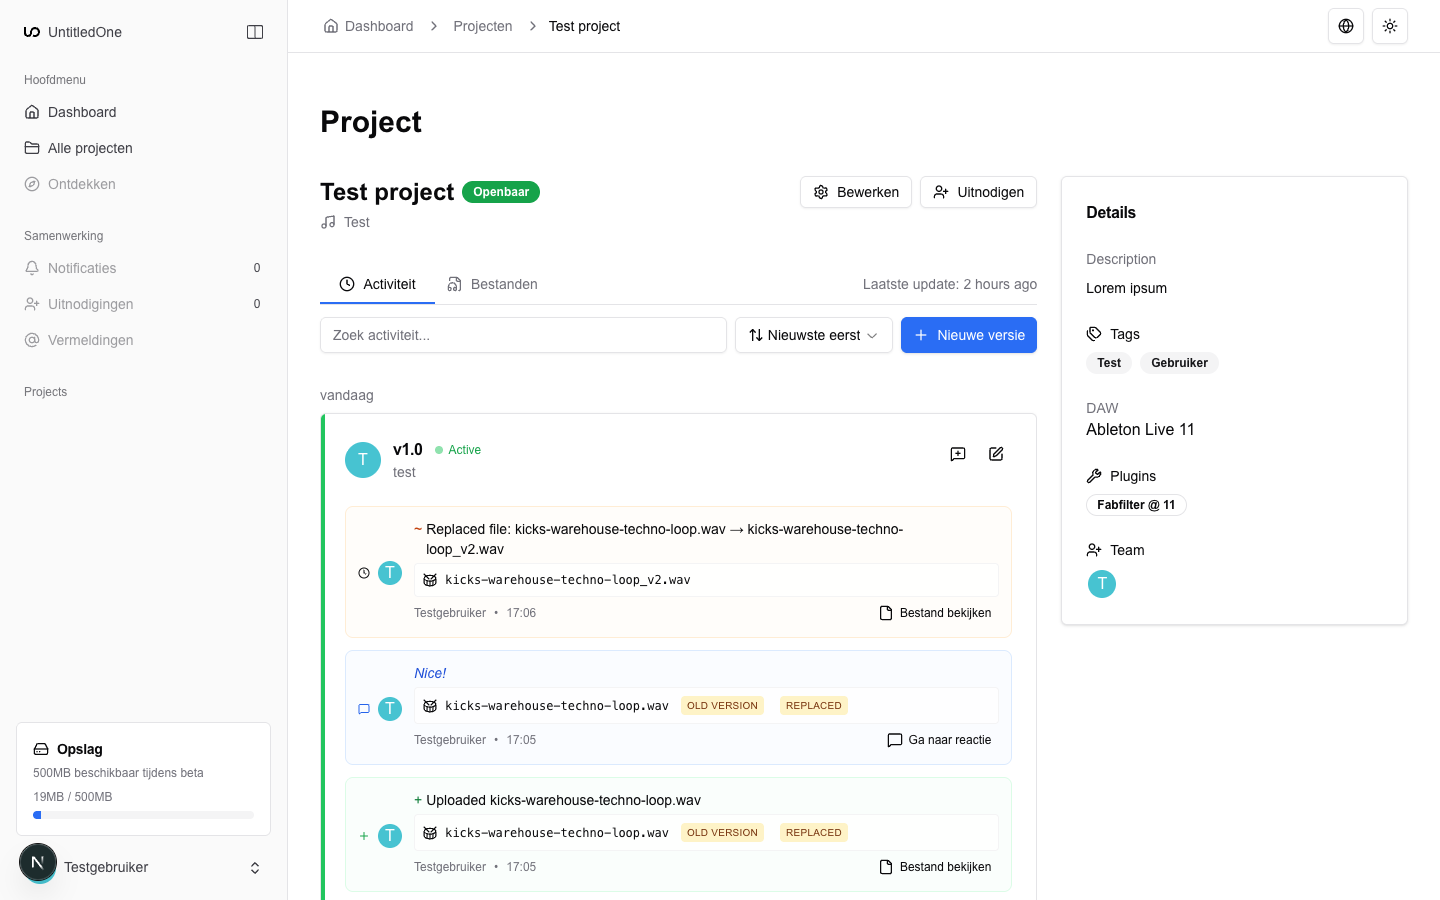 UntitledOne
Hoofdmenu
Dashboard
Alle projecten
Ontdekken
Samenwerking
Notificaties 0
Uitnodigingen 0
Vermeldingen
Projects
Opslag
500MB beschikbaar tijdens beta
19MB / 500MB
N
Testgebruiker
Dashboard > Projecten > Test project
Project
Test project Openbaar
Test
Bewerken
Uitnodigen
Activiteit
Bestanden
Laatste update: 2 hours ago
Zoek activiteit...
Nieuwste eerst
+ Nieuwe versie
vandaag
T
v1.0 Active
test
~ Replaced file: kicks-warehouse-techno-loop.wav → kicks-warehouse-techno-
loop_v2.wav
T
kicks-warehouse-techno-loop_v2.wav
Testgebruiker • 17:06
Bestand bekijken
Nice!
T
kicks-warehouse-techno-loop.wav OLD VERSION REPLACED
Testgebruiker • 17:05
Ga naar reactie
+ Uploaded kicks-warehouse-techno-loop.wav
+ T
kicks-warehouse-techno-loop.wav OLD VERSION REPLACED
Testgebruiker • 17:05
Bestand bekijken
Details
Description
Lorem ipsum
Tags
Test Gebruiker
DAW
Ableton Live 11
Plugins
Fabfilter @ 11
Team
T